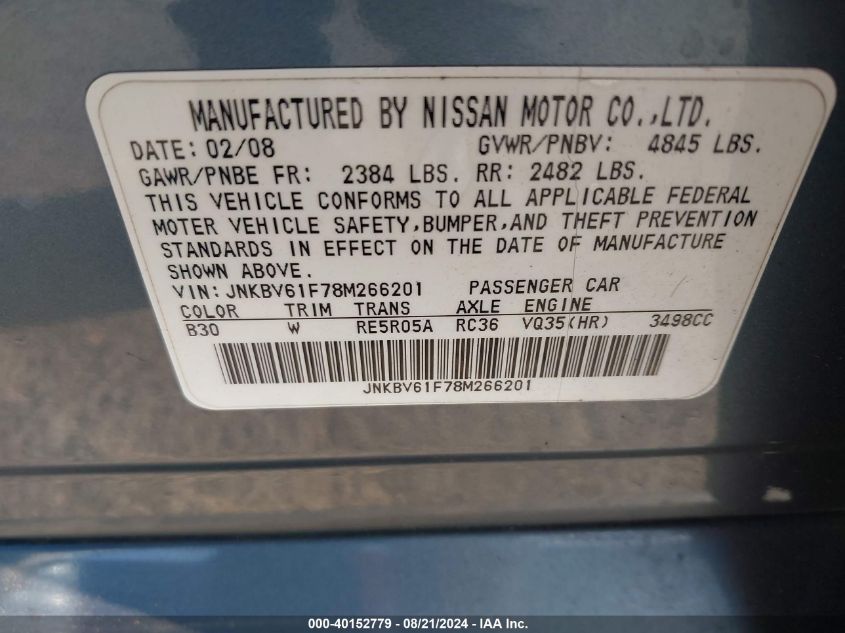 MANUFACTURED BY NISSAN MOTOR CO.,LTD.
DATE: 02/08 GVWR/PNBV: 4845 LBS.
GAWR/PNBE FR: 2384 LBS. RR: 2482 LBS.
THIS VEHICLE CONFORMS TO ALL APPLICABLE FEDERAL
MOTER VEHICLE SAFETY,BUMPER,AND THEFT PREVENTION
STANDARDS IN EFFECT ON THE DATE OF MANUFACTURE
SHOWN ABOVE.
VIN: JNKBV61F78M266201 PASSENGER CAR
COLOR TRIM TRANS AXLE ENGINE
B30 W RE5R05A RC36 VQ35(HR) 3498CC
JNKBV61F78M266201
000-40152779 - 08/21/2024 - IAA Inc.